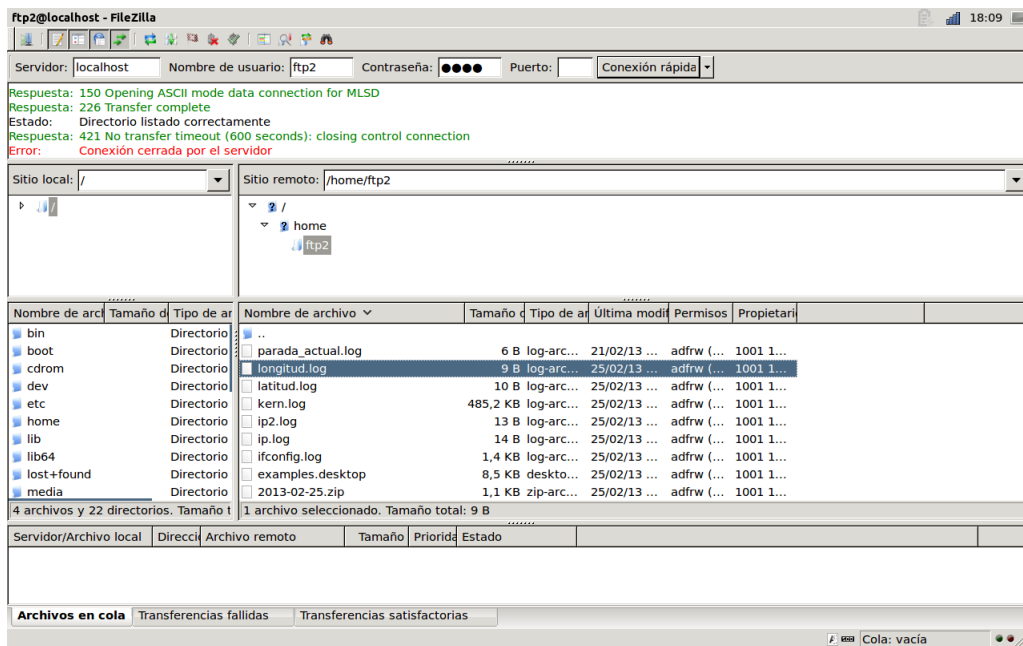 ftp2@localhost - FileZilla 18:09
Servidor: localhost Nombre de usuario: ftp2 Contraseña: ●●●● Puerto: Conexión rápida
Respuesta: 150 Opening ASCII mode data connection for MLSD
Respuesta: 226 Transfer complete
Estado: Directorio listado correctamente
Respuesta: 421 No transfer timeout (600 seconds): closing control connection
Error: Conexión cerrada por el servidor
Sitio local: / Sitio remoto: /home/ftp2
/ /
? home
ftp2
Nombre de arch Tamaño d Tipo de ar Nombre de archivo Tamaño d Tipo de ar Última modif Permisos Propietari
bin Directorio ..
boot Directorio parada_actual.log 6 B log-arc... 21/02/13 ... adfrw (... 1001 1...
cdrom Directorio longitud.log 9 B log-arc... 25/02/13 ... adfrw (... 1001 1...
dev Directorio latitud.log 10 B log-arc... 25/02/13 ... adfrw (... 1001 1...
etc Directorio kern.log 485,2 KB log-arc... 25/02/13 ... adfrw (... 1001 1...
home Directorio ip2.log 13 B log-arc... 25/02/13 ... adfrw (... 1001 1...
lib Directorio ip.log 14 B log-arc... 25/02/13 ... adfrw (... 1001 1...
lib64 Directorio ifconfig.log 1,4 KB log-arc... 25/02/13 ... adfrw (... 1001 1...
lost+found Directorio examples.desktop 8,5 KB deskto... 25/02/13 ... adfrw (... 1001 1...
media Directorio 2013-02-25.zip 1,1 KB zip-arc... 25/02/13 ... adfrw (... 1001 1...
4 archivos y 22 directorios. Tamaño t 1 archivo seleccionado. Tamaño total: 9 B
Servidor/Archivo local Direcció Archivo remoto Tamaño Priorida Estado
Archivos en cola Transferencias fallidas Transferencias satisfactorias
Cola: vacía